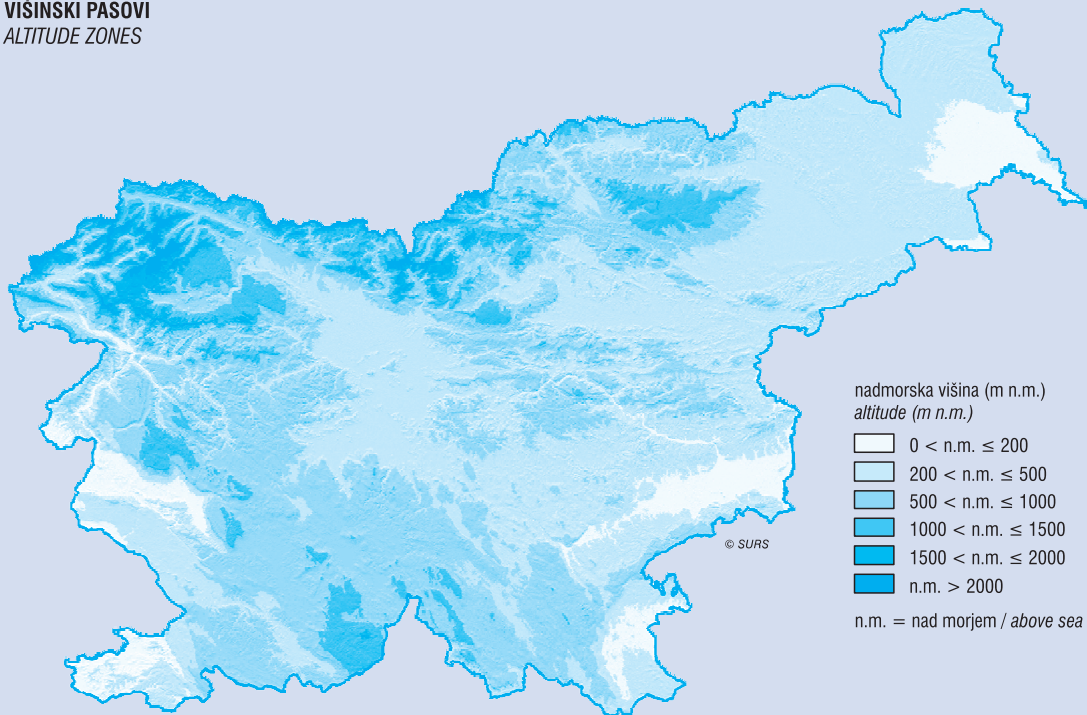 VIŠINSKI PASOVI
ALTITUDE ZONES
nadmorska višina (m n.m.)
altitude (m n.m.)
0 < n.m. ≤ 200
200 < n.m. ≤ 500
500 < n.m. ≤ 1000
1000 < n.m. ≤ 1500
1500 < n.m. ≤ 2000
n.m. > 2000
© SURS
n.m. = nad morjem / above sea